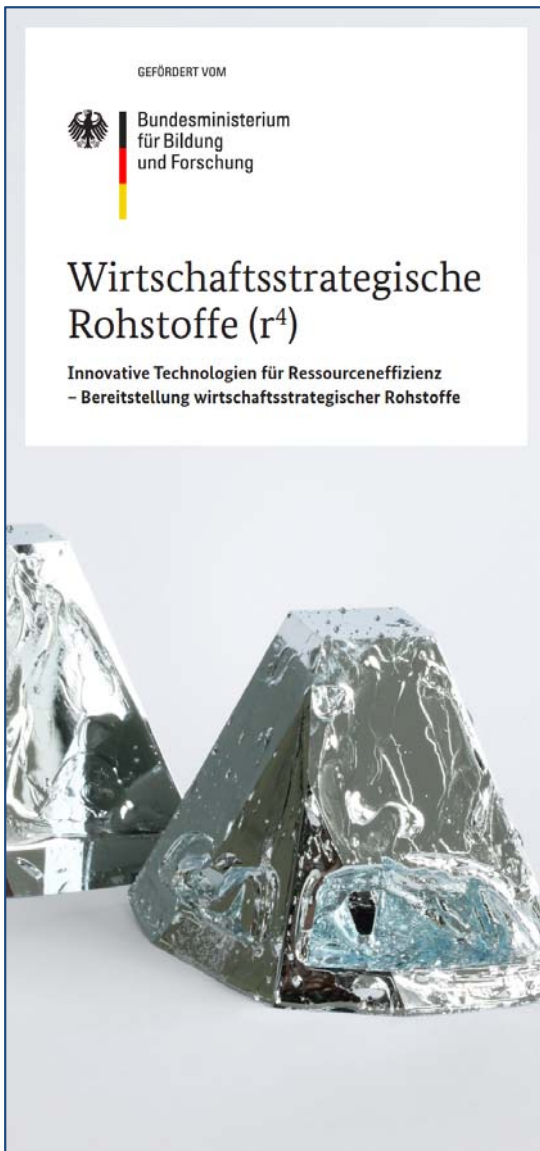 GEFÖRDERT VOM
Bundesministerium
für Bildung
und Forschung
Wirtschaftsstrategische
Rohstoffe (r⁴)
Innovative Technologien für Ressourceneffizienz
– Bereitstellung wirtschaftsstrategischer Rohstoffe